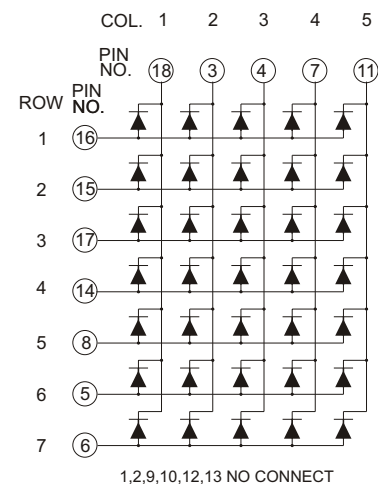 COL. 1 2 3 4 5
PIN NO. 18 3 4 7 11
ROW PIN NO.
1 16
2 15
3 17
4 14
5 8
6 5
7 6
1,2,9,10,12,13 NO CONNECT